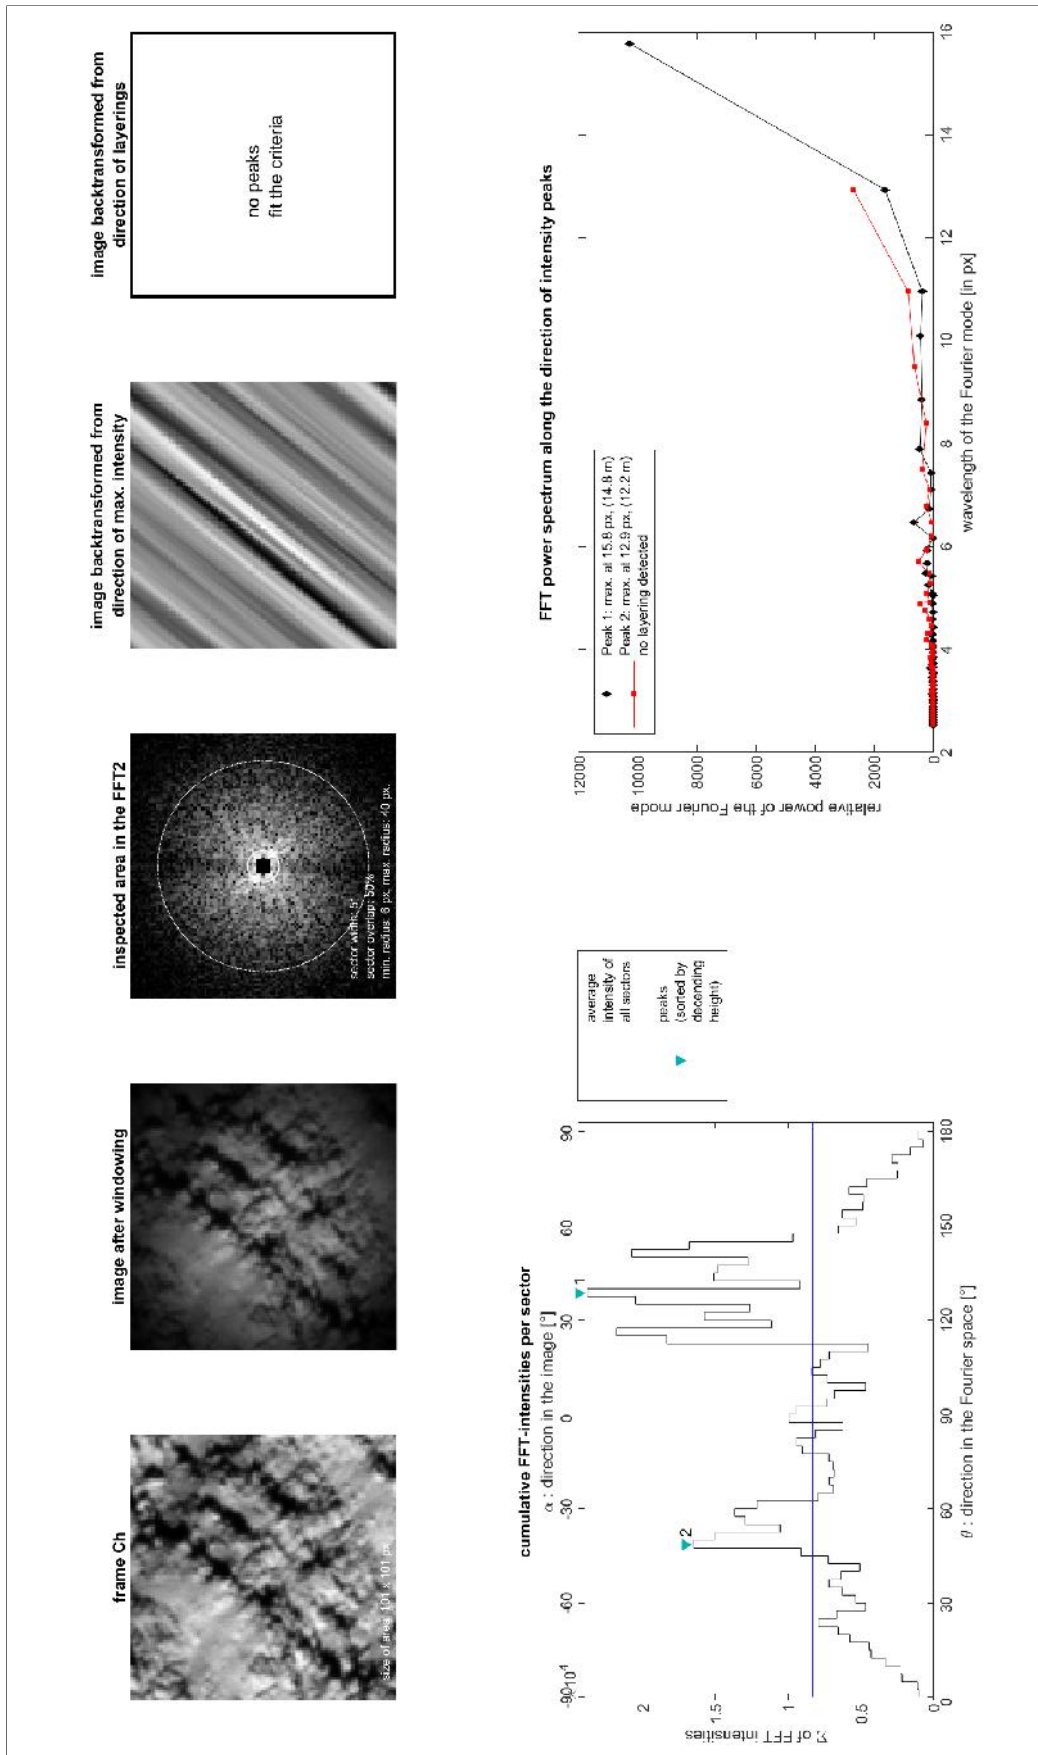 frame Ch
size of area: 101 x 101 px
image after windowing
inspected area in the FFT2
sector width: 5°
sector overlap: 50%
min. radius: 6 px, max. radius: 40 px.
image backtransformed from
direction of max. intensity
image backtransformed from
direction of layerings
no peaks
fit the criteria
cumulative FFT-intensities per sector
α : direction in the image [°]
-90 -60 -30 0 30 60 90
10⁴
2
1.5
1
0.5
0
Σ of FFT intensities
1
2
0 30 60 90 120 150 180
θ : direction in the Fourier space [°]
average
intensity of
all sectors
peaks
(sorted by
decending
height)
FFT power spectrum along the direction of intensity peaks
12000
10000
8000
6000
4000
2000
0
relative power of the Fourier mode
Peak 1: max. at 15.8 px, (14.8 m)
Peak 2: max. at 12.9 px, (12.2 m)
no layering detected
2 4 6 8 10 12 14 16
wavelength of the Fourier mode [in px]